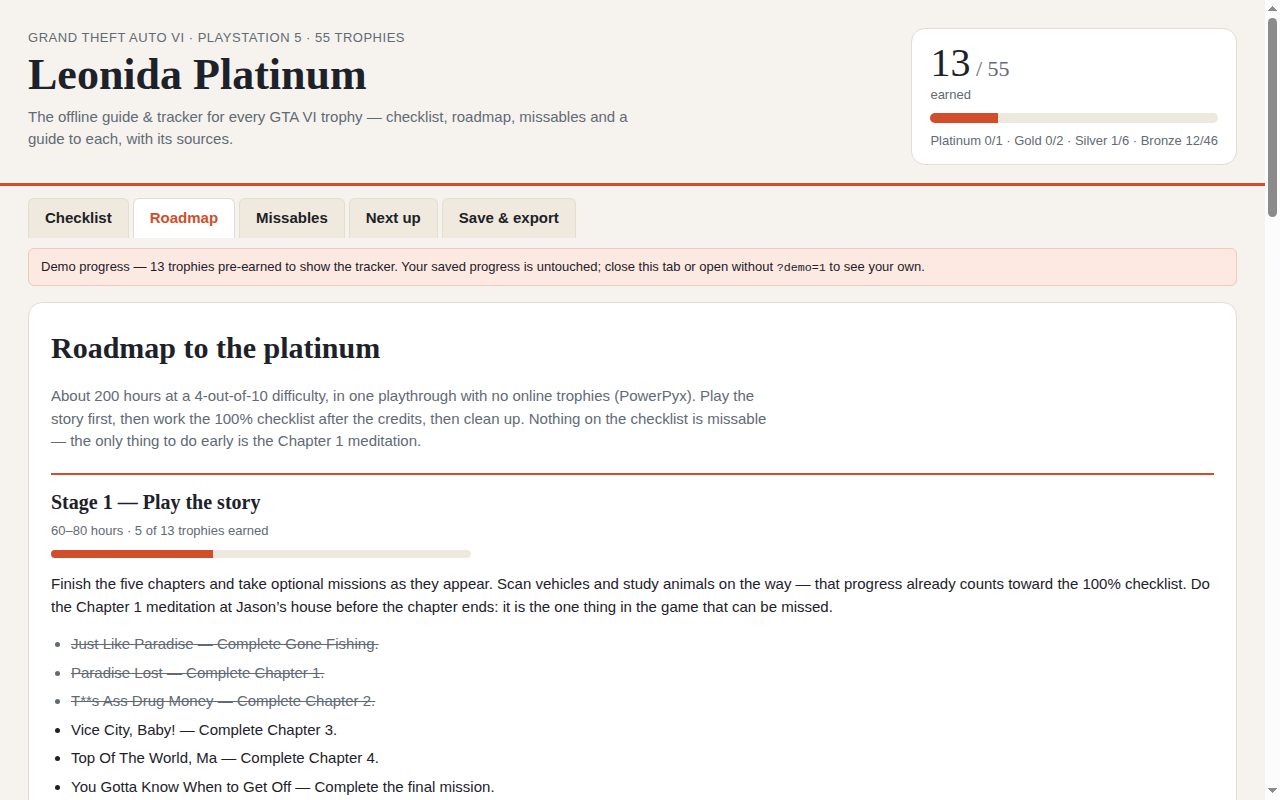 GRAND THEFT AUTO VI · PLAYSTATION 5 · 55 TROPHIES
Leonida Platinum
The offline guide & tracker for every GTA VI trophy — checklist, roadmap, missables and a
guide to each, with its sources.
13 / 55
earned
Platinum 0/1 · Gold 0/2 · Silver 1/6 · Bronze 12/46
Checklist
Roadmap
Missables
Next up
Save & export
Demo progress — 13 trophies pre-earned to show the tracker. Your saved progress is untouched; close this tab or open without ?demo=1 to see your own.
Roadmap to the platinum
About 200 hours at a 4-out-of-10 difficulty, in one playthrough with no online trophies (PowerPyx). Play the
story first, then work the 100% checklist after the credits, then clean up. Nothing on the checklist is missable
— the only thing to do early is the Chapter 1 meditation.
Stage 1 — Play the story
60–80 hours · 5 of 13 trophies earned
Finish the five chapters and take optional missions as they appear. Scan vehicles and study animals on the way — that progress already counts toward the 100% checklist. Do
the Chapter 1 meditation at Jason’s house before the chapter ends: it is the one thing in the game that can be missed.
• Just Like Paradise — Complete Gone Fishing.
• Paradise Lost — Complete Chapter 1.
• T**s Ass Drug Money — Complete Chapter 2.
• Vice City, Baby! — Complete Chapter 3.
• Top Of The World, Ma — Complete Chapter 4.
• You Gotta Know When to Get Off — Complete the final mission.